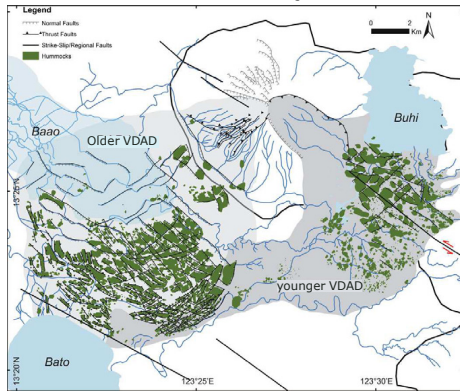 Legend
Normal Faults
Thrust Faults
Strike-Slip/Regional Faults
Hummocks
0 2
Km
N
Baao
Older VDAD
Buhi
13°25'N
younger VDAD
Bato
13°20'N
123°25'E
123°30'E